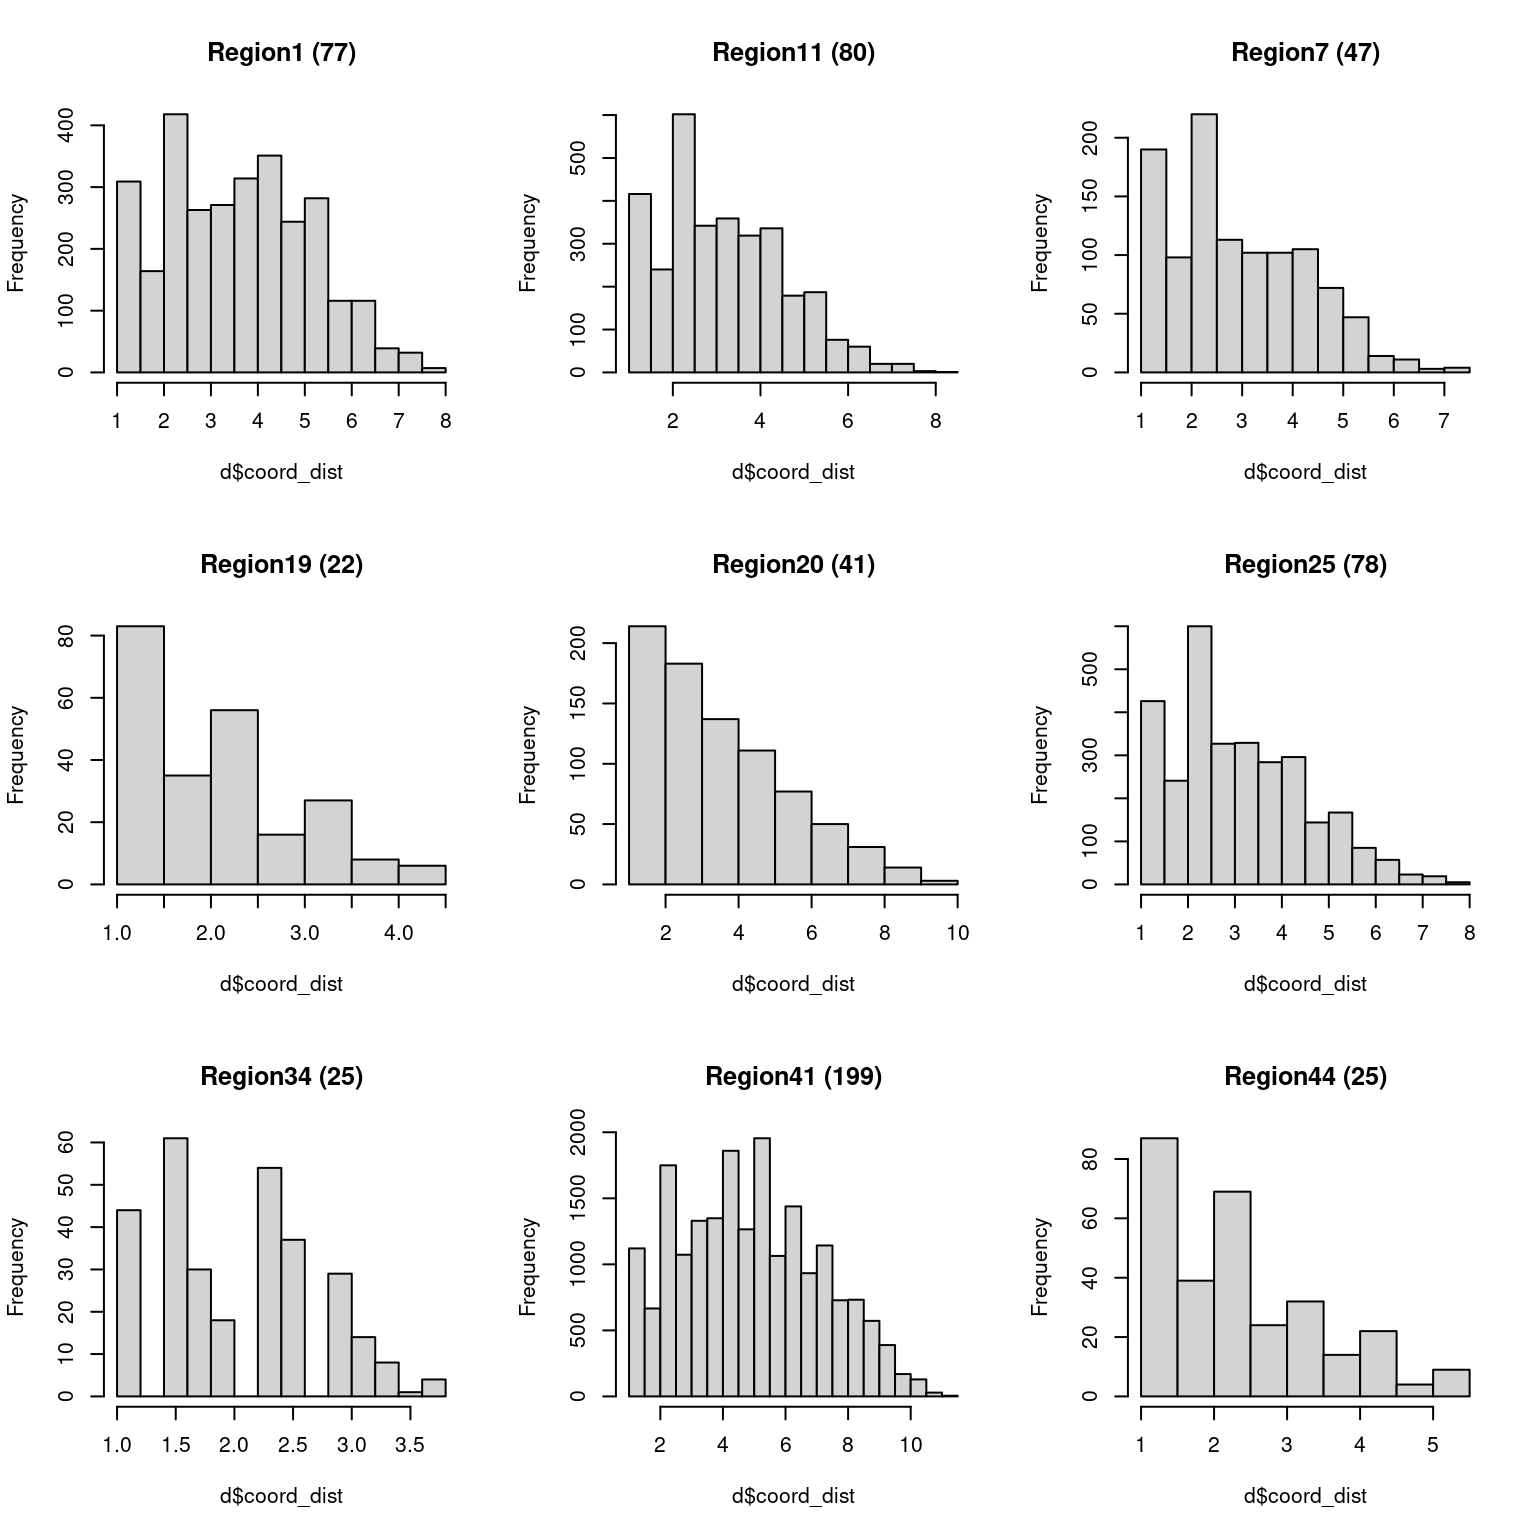 Region1 (77)
Frequency
0 100 200 300 400
1 2 3 4 5 6 7 8
d$coord_dist
Region11 (80)
Frequency
0 100 300 500
2 4 6 8
d$coord_dist
Region7 (47)
Frequency
0 50 100 150 200
1 2 3 4 5 6 7
d$coord_dist
Region19 (22)
Frequency
0 20 40 60 80
1.0 2.0 3.0 4.0
d$coord_dist
Region20 (41)
Frequency
0 50 100 150 200
2 4 6 8 10
d$coord_dist
Region25 (78)
Frequency
0 100 300 500
1 2 3 4 5 6 7 8
d$coord_dist
Region34 (25)
Frequency
0 10 20 30 40 50 60
1.0 1.5 2.0 2.5 3.0 3.5
d$coord_dist
Region41 (199)
Frequency
0 500 1000 1500 2000
2 4 6 8 10
d$coord_dist
Region44 (25)
Frequency
0 20 40 60 80
1 2 3 4 5
d$coord_dist